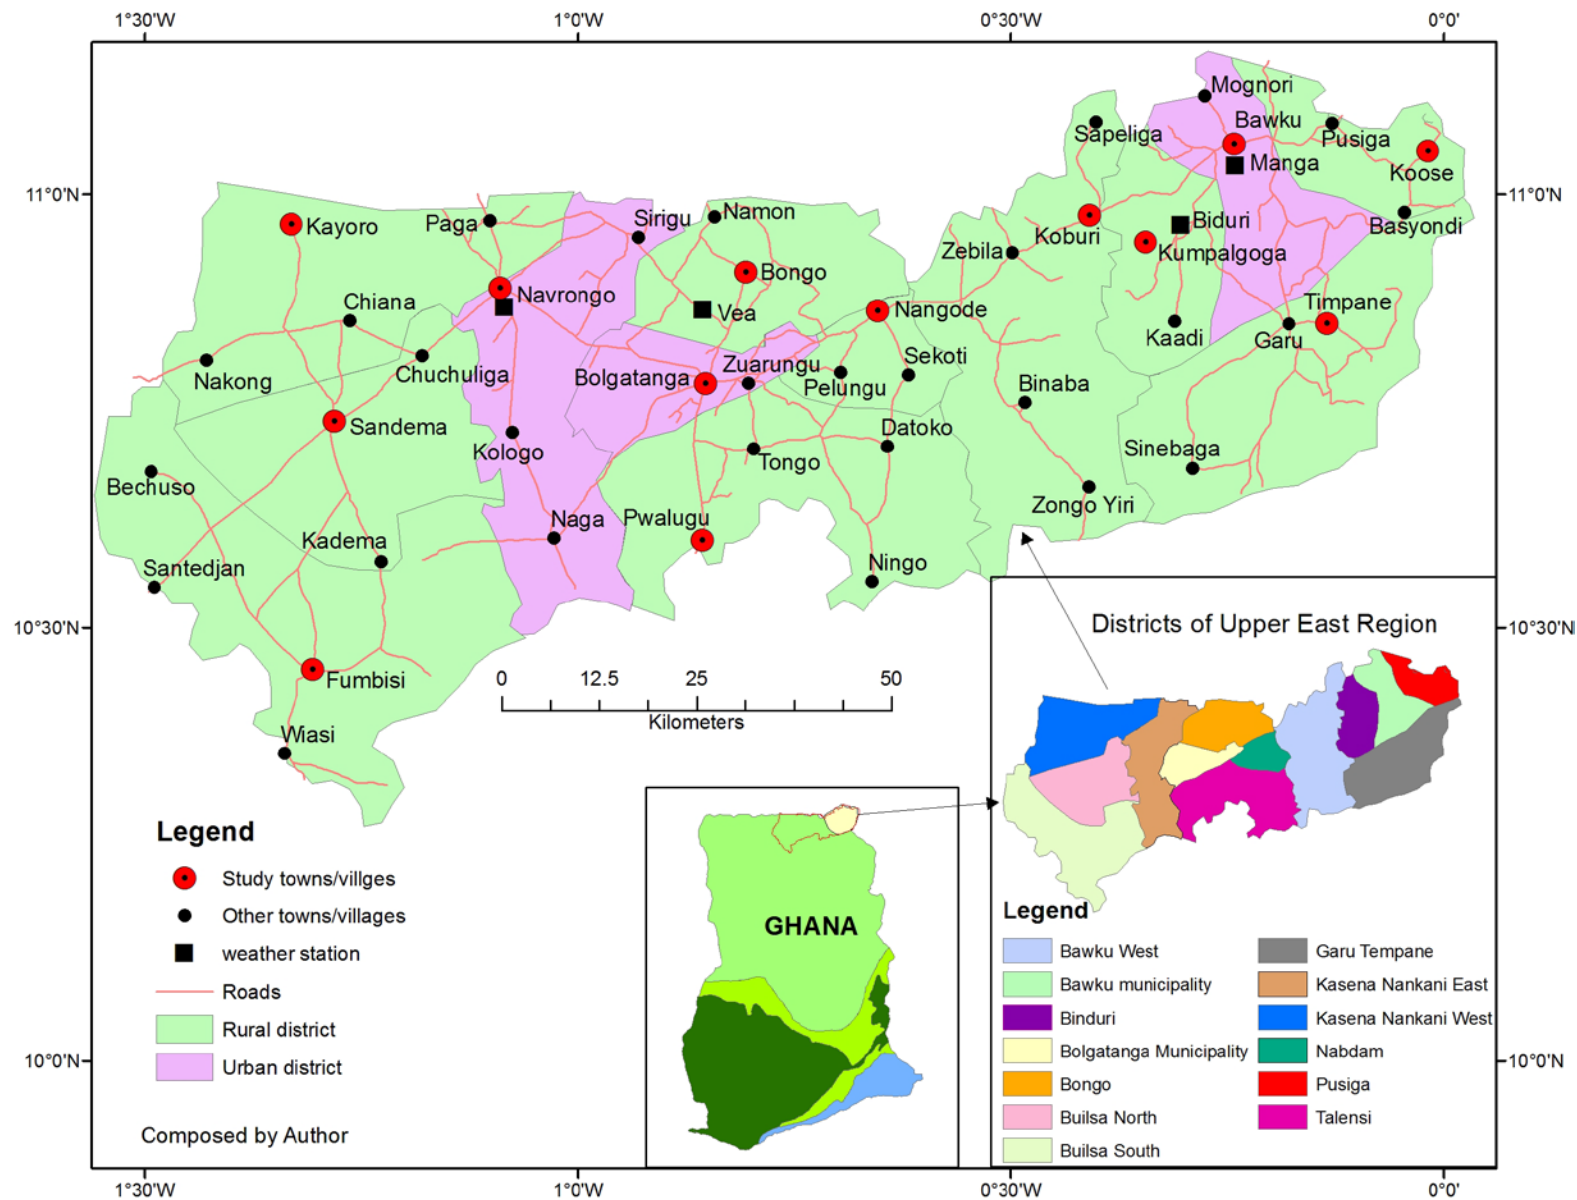 1°30'W 1°0'W 0°30'W 0°0'
Mognori
Bawku
Sapeliga
Pusiga
Manga
Koose
11°0'N 11°0'N
Sirigu
Namon
Kayoro
Paga
Koburi
Biduri
Basyondi
Zebila
Kumpalgoga
Bongo
Navrongo
Chiana
Timpane
Vea
Nangode
Kaadi
Garu
Nakong
Chuchuliga
Bolgatanga
Zuarungu
Sekoti
Pelungu
Binaba
Sandema
Datoko
Kologo
Tongo
Sinebaga
Bechuso
Zongo Yiri
Naga
Pwalugu
Kadema
Santedjan
Ningo
10°30'N 10°30'N
Districts of Upper East Region
Fumbisi
0 12.5 25 50
Kilometers
Wiasi
Legend
Study towns/villges
Other towns/villages
weather station
Roads
Rural district
Urban district
Composed by Author
GHANA
Legend
Bawku West
Bawku municipality
Binduri
Bolgatanga Municipality
Bongo
Builsa North
Builsa South
Garu Tempane
Kasena Nankani East
Kasena Nankani West
Nabdam
Pusiga
Talensi
10°0'N 10°0'N
1°30'W 1°0'W 0°30'W 0°0'